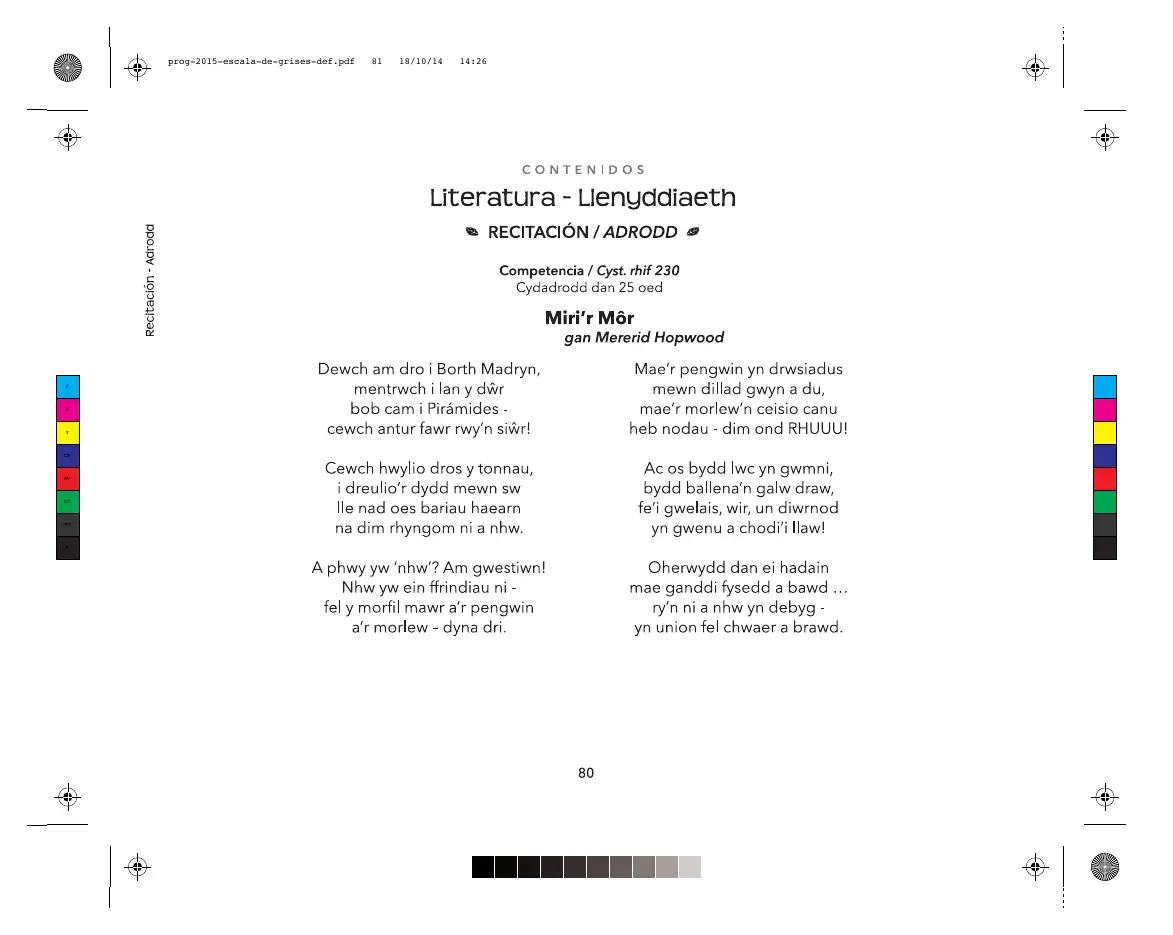 prog-2015-escala-de-grises-def.pdf 81 18/10/14 14:26
CONTENIDOS
Literatura - Llenyddiaeth
RECITACIÓN / ADRODD
Recitación - Adrodd
Competencia / Cyst. rhif 230
Cydadrodd dan 25 oed
Miri’r Môr
gan Mererid Hopwood
Dewch am dro i Borth Madryn,
mentrwch i lan y dŵr
bob cam i Pirámides -
cewch antur fawr rwy’n siŵr!
Cewch hwylio dros y tonnau,
i dreulio’r dydd mewn sw
lle nad oes bariau haearn
na dim rhyngom ni a nhw.
A phwy yw ‘nhw’? Am gwestiwn!
Nhw yw ein ffrindiau ni -
fel y morfil mawr a’r pengwin
a’r morlew – dyna dri.
Mae’r pengwin yn drwsiadus
mewn dillad gwyn a du,
mae’r morlew’n ceisio canu
heb nodau - dim ond RHUUU!
Ac os bydd lwc yn gwmni,
bydd ballena’n galw draw,
fe’i gwelais, wir, un diwrnod
yn gwenu a chodi’i llaw!
Oherwydd dan ei hadain
mae ganddi fysedd a bawd …
ry’n ni a nhw yn debyg -
yn union fel chwaer a brawd.
80